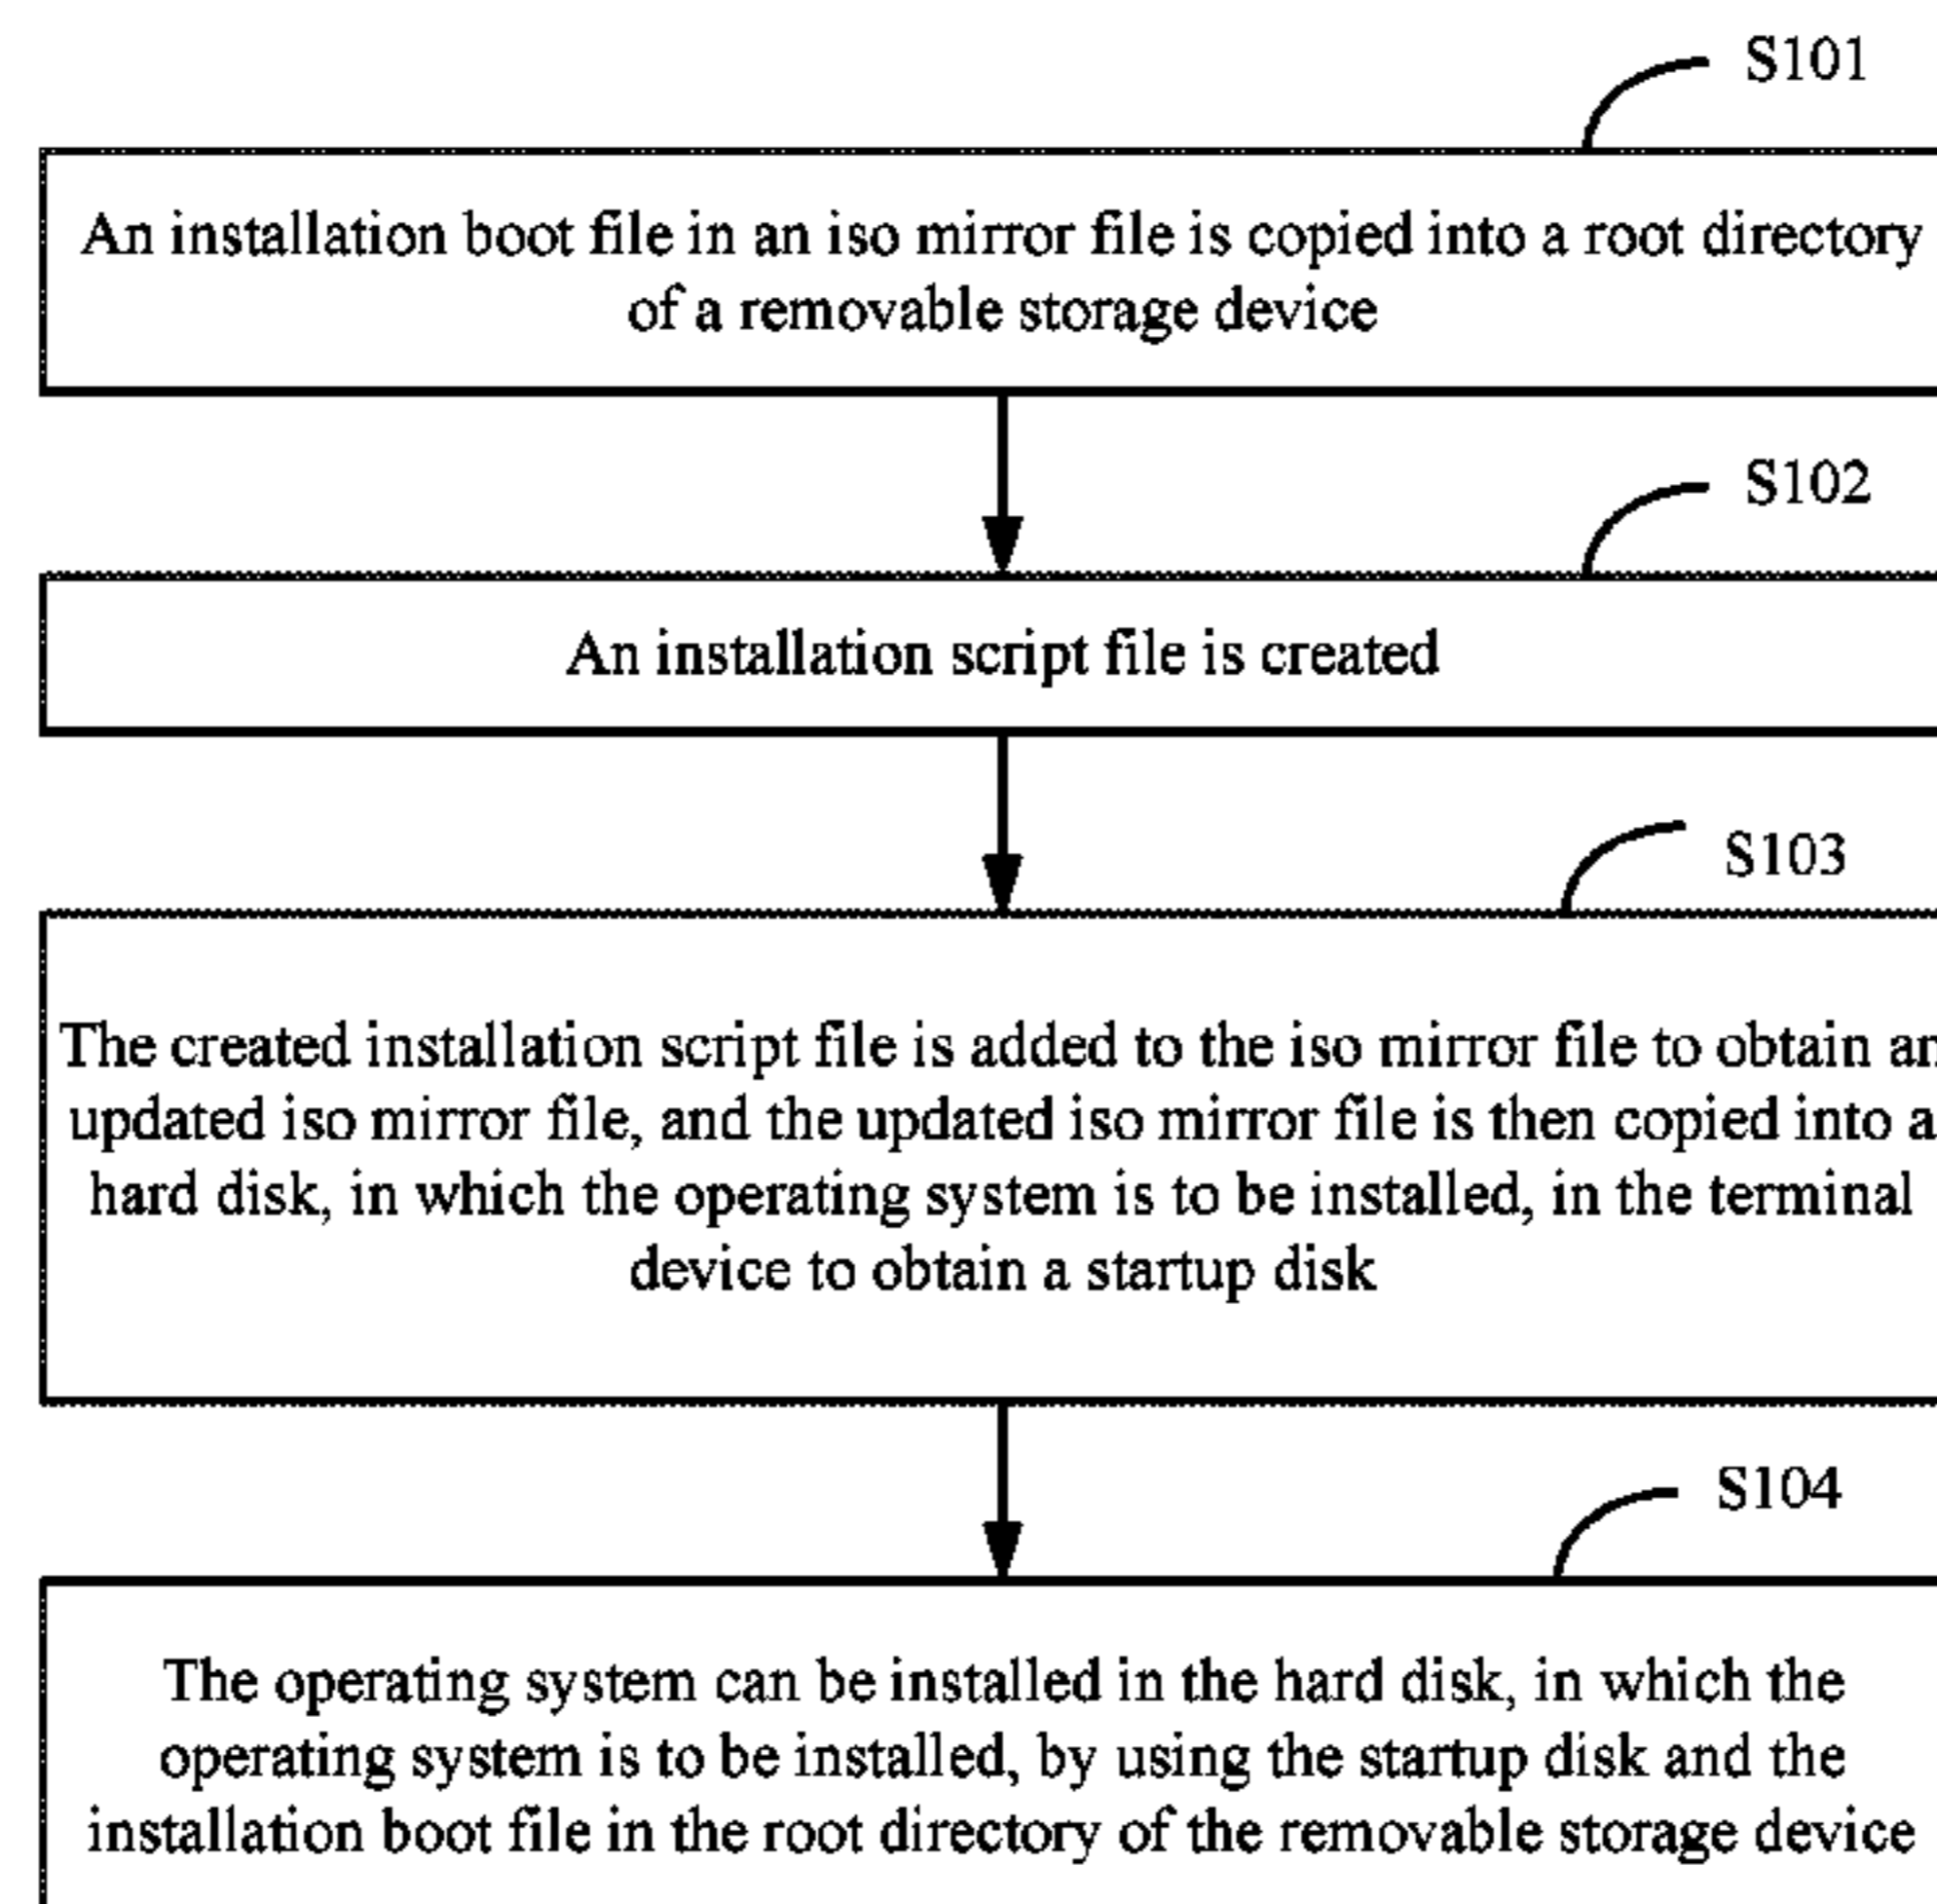 S101
An installation boot file in an iso mirror file is copied into a root directory
of a removable storage device
S102
An installation script file is created
S103
The created installation script file is added to the iso mirror file to obtain an
updated iso mirror file, and the updated iso mirror file is then copied into a
hard disk, in which the operating system is to be installed, in the terminal
device to obtain a startup disk
S104
The operating system can be installed in the hard disk, in which the
operating system is to be installed, by using the startup disk and the
installation boot file in the root directory of the removable storage device